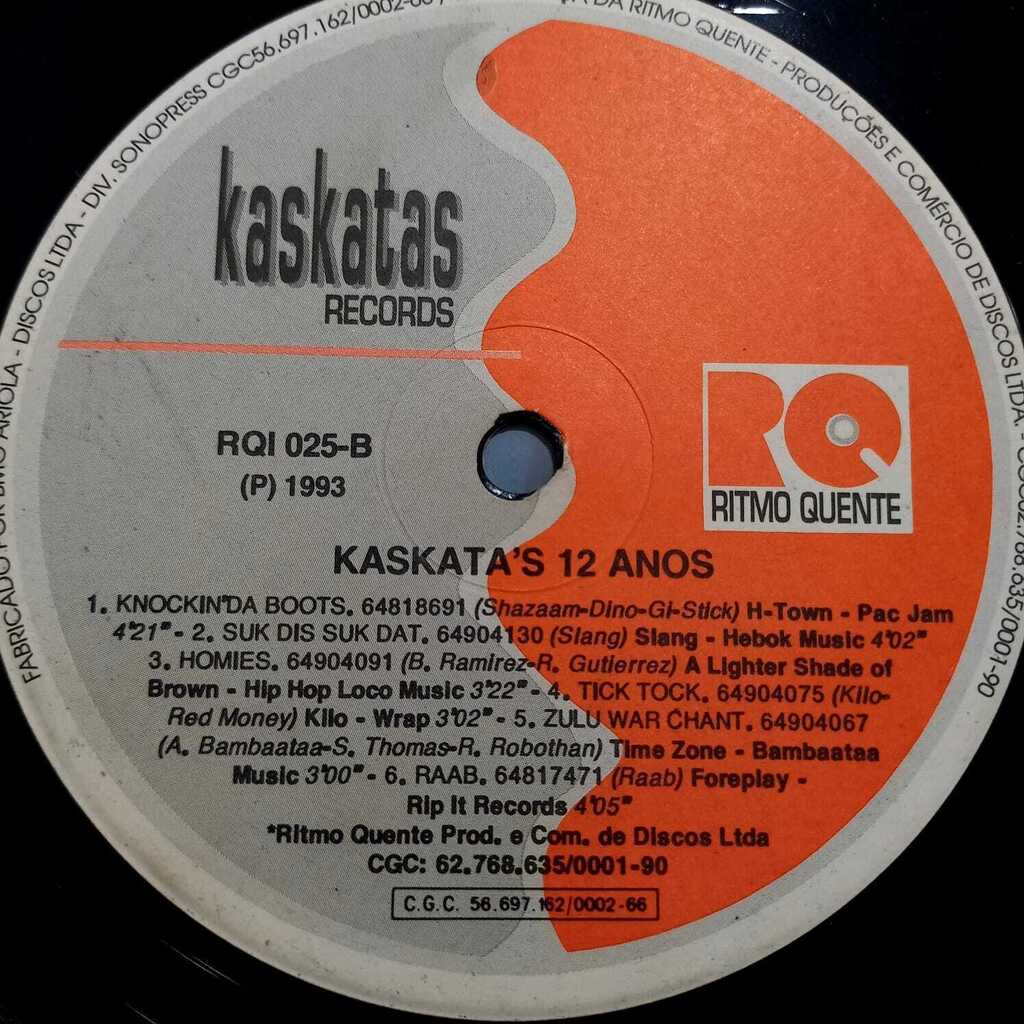 FABRICADO POR BMG ARIOLA - DISCOS LTDA - DIV. SONOPRESS CGC56.697.162/0002-66
DA RITMO QUENTE - PRODUÇÕES E COMÉRCIO DE DISCOS LTDA. - CGC62.768.635/0001-90
kaskatas
RECORDS
RQ
RITMO QUENTE
RQI 025-B
(P) 1993
KASKATA'S 12 ANOS
1. KNOCKIN"DA BOOTS. 64818691 (Shazaam-Dino-Gi-Stick) H-Town - Pac Jam
4'21" - 2. SUK DIS SUK DAT. 64904130 (Slang) Slang - Hebok Music 4'02"
3. HOMIES. 64904091 (B. Ramirez-R. Gutierrez) A Lighter Shade of
Brown - Hip Hop Loco Music 3'22" - 4. TICK TOCK. 64904075 (Kilo-
Red Money) Kilo - Wrap 3'02" - 5. ZULU WAR CHANT. 64904067
(A. Bambaataa-S. Thomas-R. Robothan) Time Zone - Bambaataa
Music 3'00" - 6. RAAB. 64817471 (Raab) Foreplay -
Rip It Records 4'05"
*Ritmo Quente Prod. e Com. de Discos Ltda
CGC: 62.768.635/0001-90
C.G.C. 56.697.162/0002-66